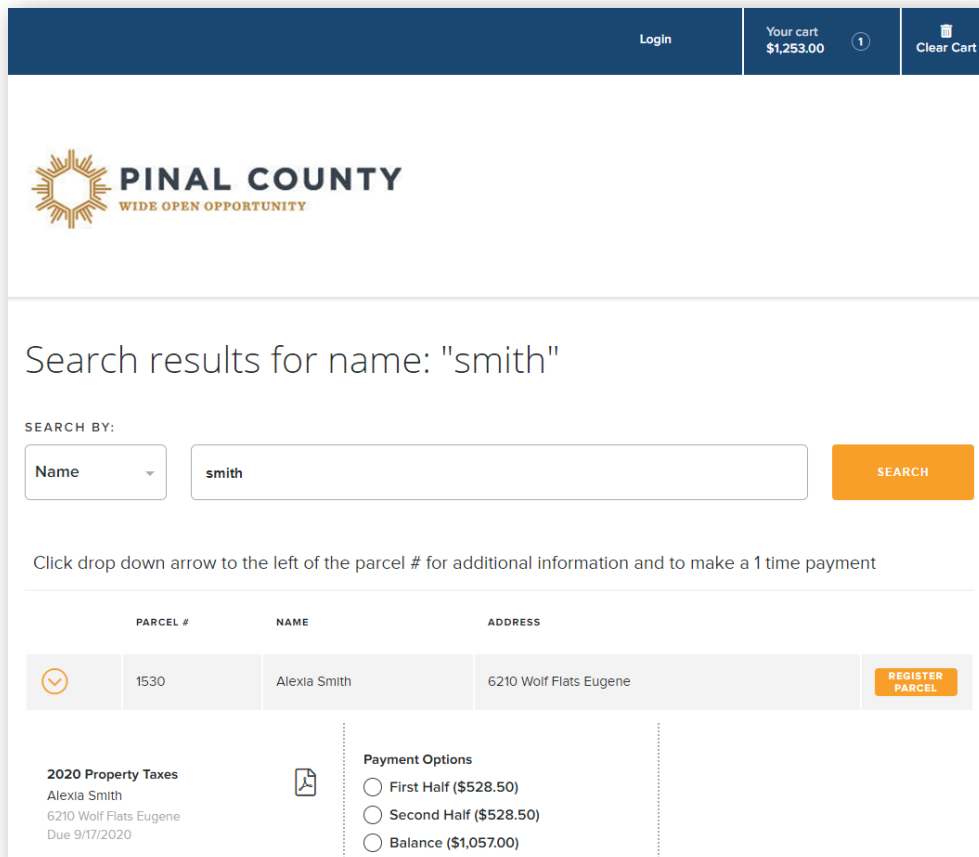 Login
Your cart
$1,253.00
1
Clear Cart
PINAL COUNTY
WIDE OPEN OPPORTUNITY
Search results for name: "smith"
SEARCH BY:
Name
smith
SEARCH
Click drop down arrow to the left of the parcel # for additional information and to make a 1 time payment
PARCEL # NAME ADDRESS
1530 Alexia Smith 6210 Wolf Flats Eugene REGISTER PARCEL
2020 Property Taxes
Alexia Smith
6210 Wolf Flats Eugene
Due 9/17/2020
Payment Options
First Half ($528.50)
Second Half ($528.50)
Balance ($1,057.00)